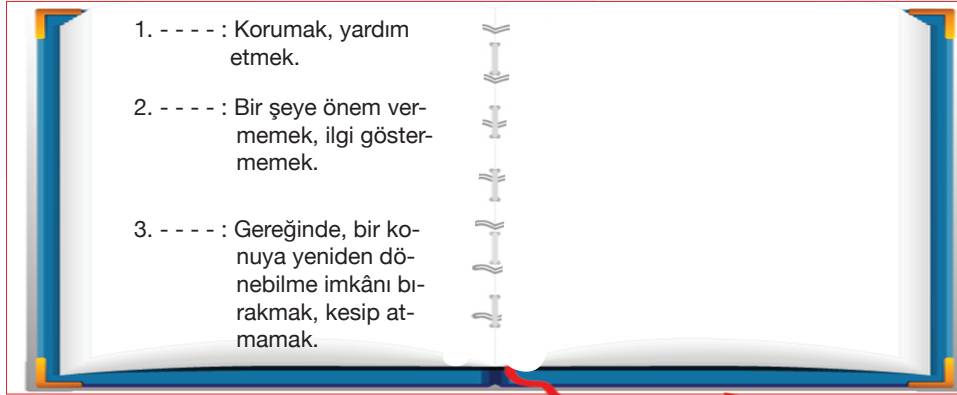 1. - - - - : Korumak, yardım
etmek.
2. - - - - : Bir şeye önem ver-
memek, ilgi göster-
memek.
3. - - - - : Gereğinde, bir ko-
nuya yeniden dö-
nebilme imkânı bı-
rakmak, kesip at-
mamak.